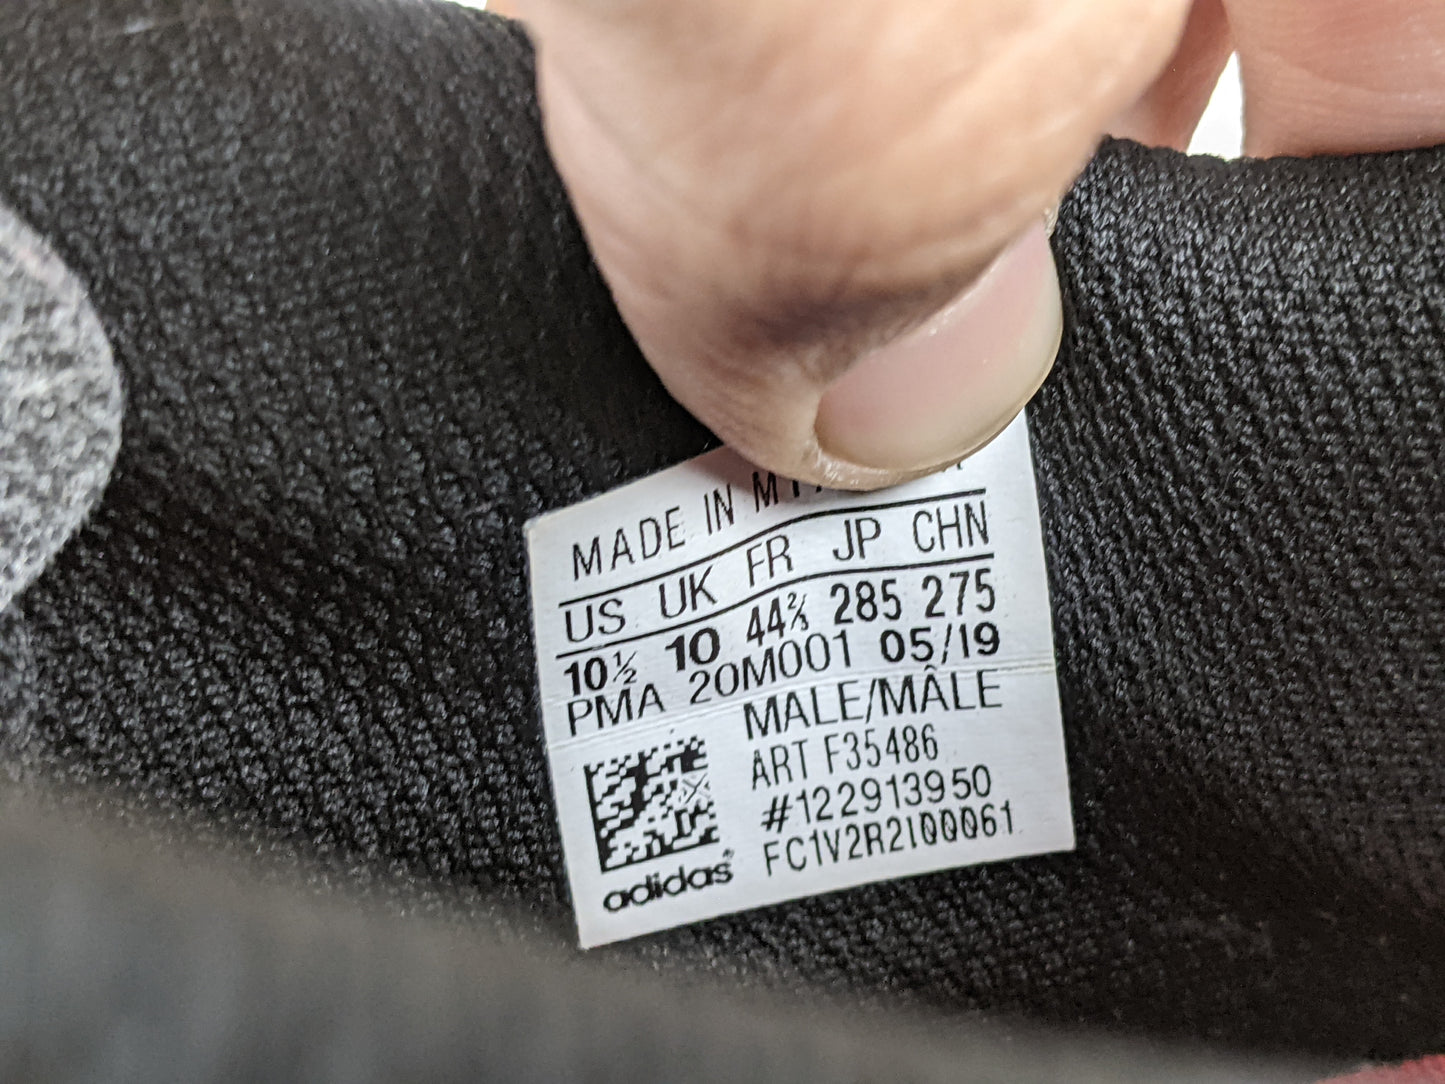 MADE IN
US UK FR JP CHN
10½ 10 44⅔ 285 275
PMA 20M001 05/19
MALE/MÂLE
ART F35486
#122913950
FC1V2R2I00061
adidas